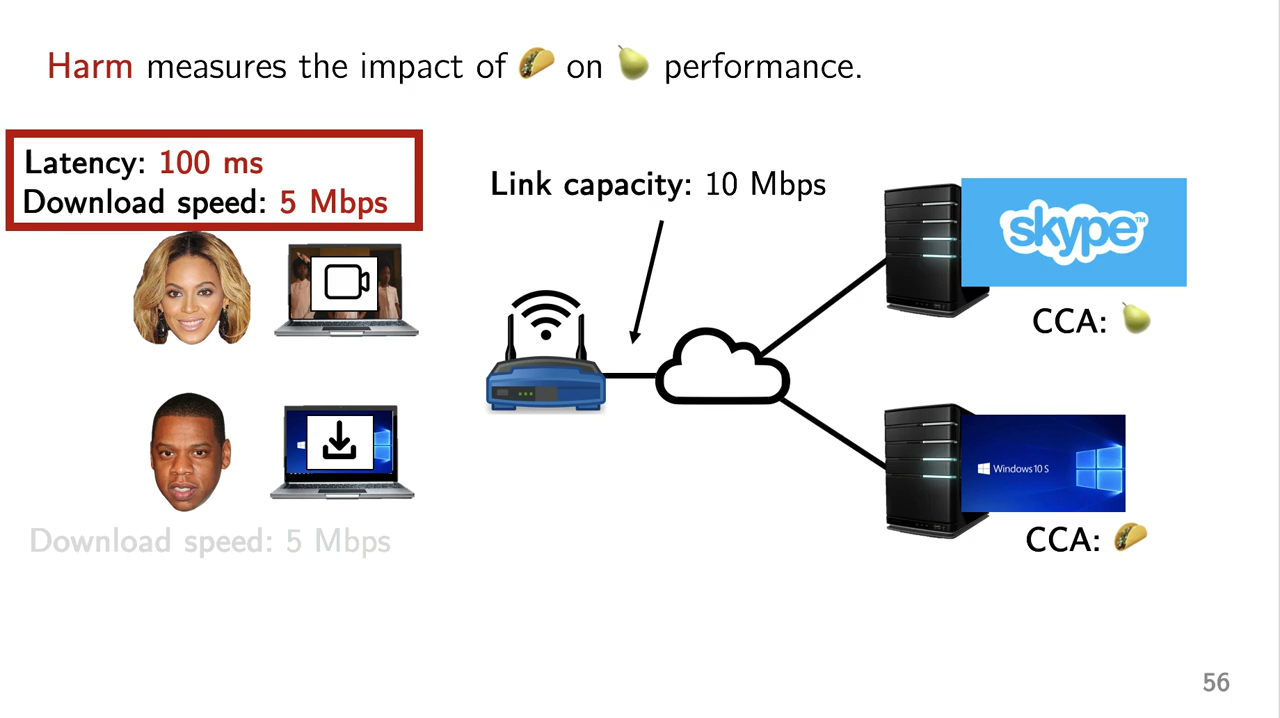 Harm measures the impact of 🌮 on 🍐 performance.
Latency: 100 ms
Download speed: 5 Mbps
Link capacity: 10 Mbps
skype™
CCA: 🍐
Windows 10 S
CCA: 🌮
Download speed: 5 Mbps
56